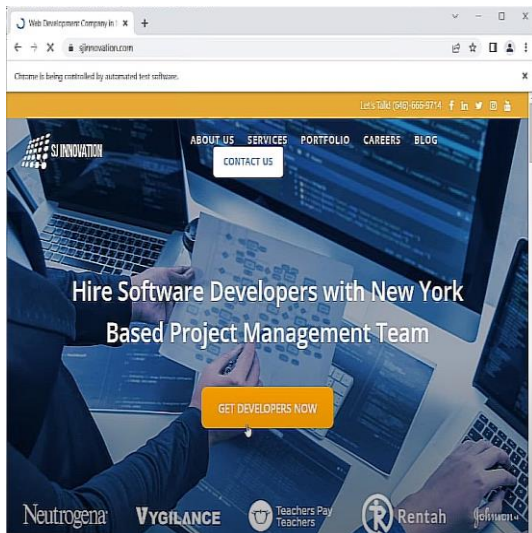 Web Development Company in
sjinnovation.com
Chrome is being controlled by automated test software.
Let's Talk! (646)-666-9714
SJ INNOVATION
ABOUT US SERVICES PORTFOLIO CAREERS BLOG
CONTACT US
Hire Software Developers with New York
Based Project Management Team
GET DEVELOPERS NOW
Neutrogena VYGILANCE Teachers Pay Teachers Rentah Johnson